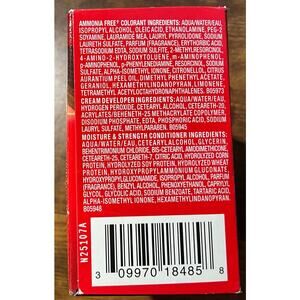 AMMONIA FREE* COLORANT INGREDIENTS: AQUA/WATER/EAU,
ISOPROPYL ALCOHOL, OLEIC ACID, ETHANOLAMINE, PEG-2
SOYAMINE, LAURAMIDE MEA, LAURYL PYRROLIDONE, SODIUM
LAURETH SULFATE, PARFUM (FRAGRANCE), ERYTHORBIC ACID,
TETRASODIUM EDTA, SODIUM SULFITE, 2-METHYLRESORCINOL,
4-AMINO-2-HYDROXYTOLUENE, m-AMINOPHENOL,
p-AMINOPHENOL, p-PHENYLENEDIAMINE, RESORCINOL, SODIUM
SULFATE, ALPHA-ISOMETHYL IONONE, CITRONELLOL, CITRUS
AURANTIUM PEEL OIL, DIMETHYL PHENETHYL ACETATE,
GERANIOL, HEXAMETHYLINDANOPYRAN, LIMONENE,
TETRAMETHYL ACETYLOCTAHYDRONAPHTHALENES. B05973
CREAM DEVELOPER INGREDIENTS: AQUA/WATER/EAU,
HYDROGEN PEROXIDE, CETEARYL ALCOHOL, CETEARETH-20,
ACRYLATES/BEHENETH-25 METHACRYLATE COPOLYMER,
DISODIUM PHOSPHATE, EDTA, PHOSPHORIC ACID, SODIUM
LAURYL SULFATE, METHYLPARABEN. B05945
MOISTURE & STRENGTH CONDITIONER INGREDIENTS:
AQUA/WATER/EAU, CETEARYL ALCOHOL, GLYCERIN,
BEHENTRIMONIUM CHLORIDE, BIS-CETEARYL AMODIMETHICONE,
CETEARETH-25, CETEARETH-7, CITRIC ACID, HYDROLYZED CORN
PROTEIN, HYDROLYZED SOY PROTEIN, HYDROLYZED WHEAT
PROTEIN, HYDROXYPROPYLAMMONIUM GLUCONATE,
HYDROXYPROPYLGLUCONAMIDE, ISOPROPYL ALCOHOL, PARFUM
(FRAGRANCE), BENZYL ALCOHOL, PHENOXYETHANOL, CAPRYLYL
GLYCOL, GLYCOLIC ACID, SODIUM BENZOATE, TARTARIC ACID,
ALPHA-ISOMETHYL IONONE, HEXAMETHYLINDANOPYRAN.
B05948
N25107A
3 09970 18485 8